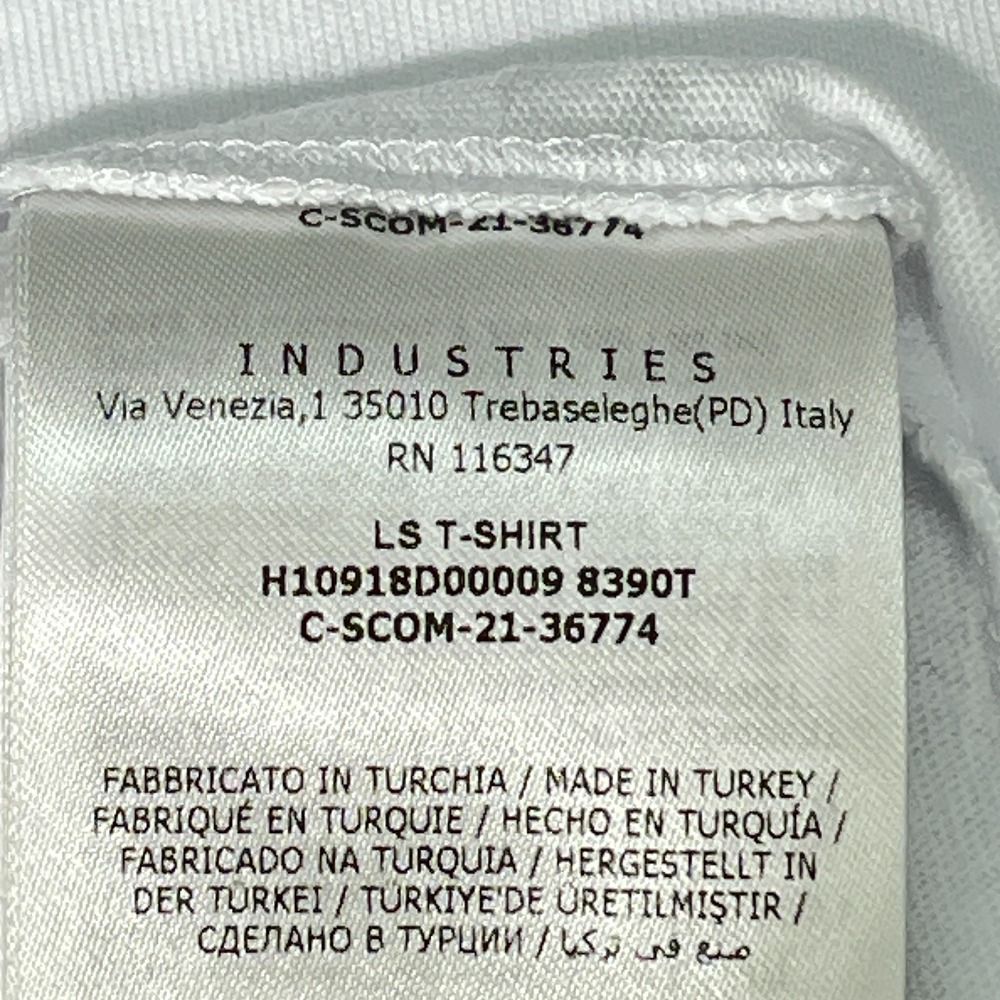 C-SCOM-21-36774
INDUSTRIES
Via Venezia,1 35010 Trebaseleghe(PD) Italy
RN 116347
LS T-SHIRT
H10918D00009 8390T
C-SCOM-21-36774
FABBRICATO IN TURCHIA / MADE IN TURKEY /
FABRIQUÉ EN TURQUIE / HECHO EN TURQUÍA /
FABRICADO NA TURQUIA / HERGESTELLT IN
DER TURKEI / TURKIYE'DE ÜRETILMIŞTIR /
СДЕЛАНО В ТУРЦИИ / صنع في تركيا